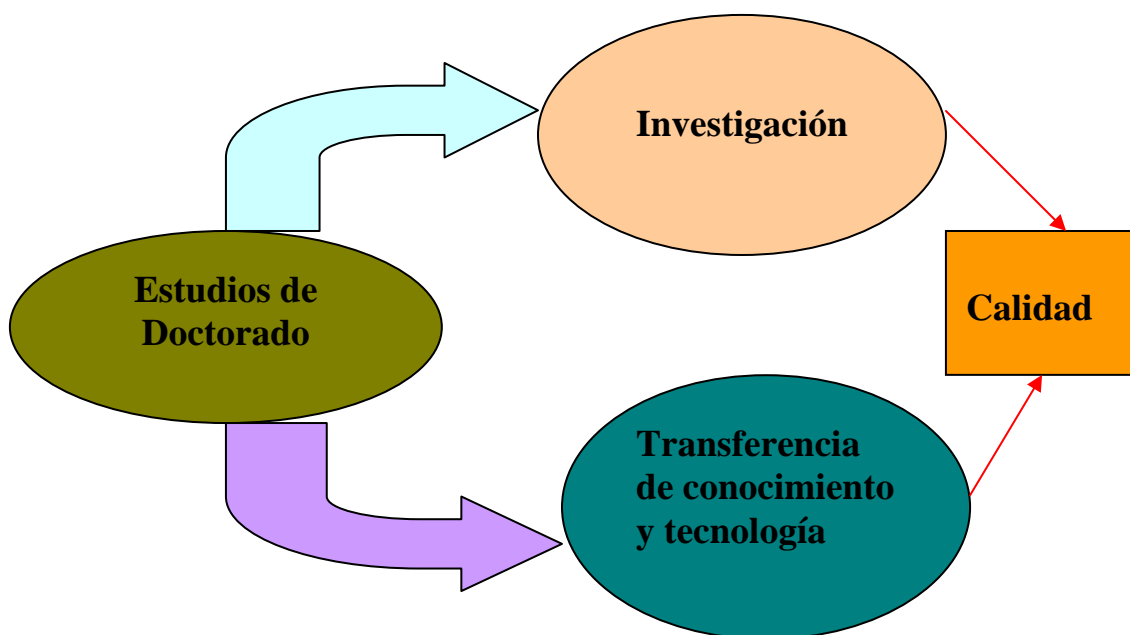 Investigación
Estudios de
Doctorado
Calidad
Transferencia
de conocimiento
y tecnología